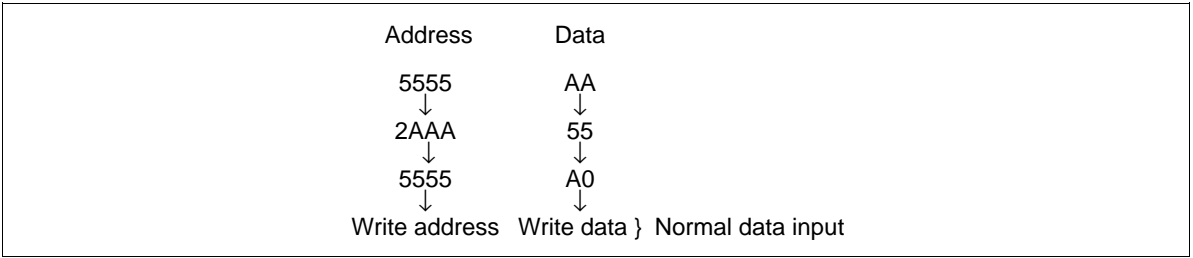 Address Data
5555 AA
↓ ↓
2AAA 55
↓ ↓
5555 A0
↓ ↓
Write address Write data } Normal data input